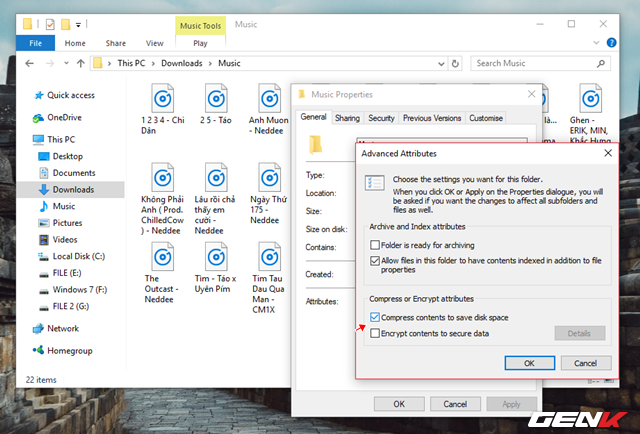 Music Tools
Music
File
Home
Share
View
Play
This PC
Downloads
Music
Search Music
Quick access
OneDrive
This PC
Desktop
Documents
Downloads
Music
Pictures
Videos
Local Disk (C:)
FILE (E:)
Windows 7 (F:)
FILE 2 (G:)
Network
Homegroup
22 items
1 2 3 4 - Chi
Dân
2 5 - Táo
Anh Muon -
Neddee
Ghen -
ERIK, MIN,
Khắc Hưng
Không Phải
Anh ( Prod.
ChilledCow
) - Neddee
Lâu rồi chả
thấy em
cười -
Neddee
Ngày Thứ
175 -
Neddee
The
Outcast -
Neddee
Tim - Táo x
Uyên Pím
Tim Tau
Dau Qua
Man -
CM1X
Music Properties
General
Sharing
Security
Previous Versions
Customise
Type:
Location:
Size:
Size on disk:
Contains:
Created:
Attributes:
OK
Cancel
Apply
Advanced Attributes
Choose the settings you want for this folder.
When you click OK or Apply on the Properties dialogue, you will
be asked if you want the changes to affect all subfolders and
files as well.
Archive and Index attributes
Folder is ready for archiving
Allow files in this folder to have contents indexed in addition to file
properties
Compress or Encrypt attributes
Compress contents to save disk space
Encrypt contents to secure data
Details
OK
Cancel
GENK